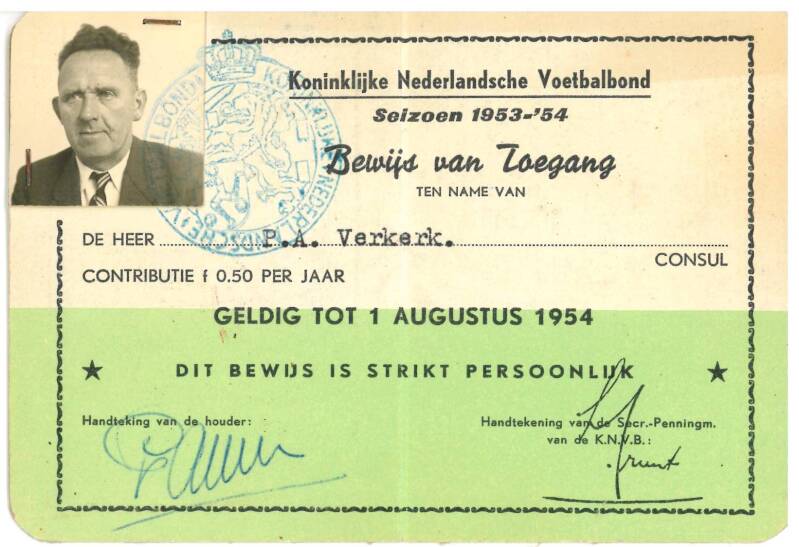 Koninklijke Nederlandsche Voetbalbond
Seizoen 1953-'54
Bewijs van Toegang
TEN NAME VAN
DE HEER P.A. Verkerk.
CONSUL
CONTRIBUTIE f 0.50 PER JAAR
GELDIG TOT 1 AUGUSTUS 1954
★ DIT BEWIJS IS STRIKT PERSOONLIJK ★
Handteking van de houder:
Handtekening van de Secr.-Penningm.
van de K.N.V.B.: